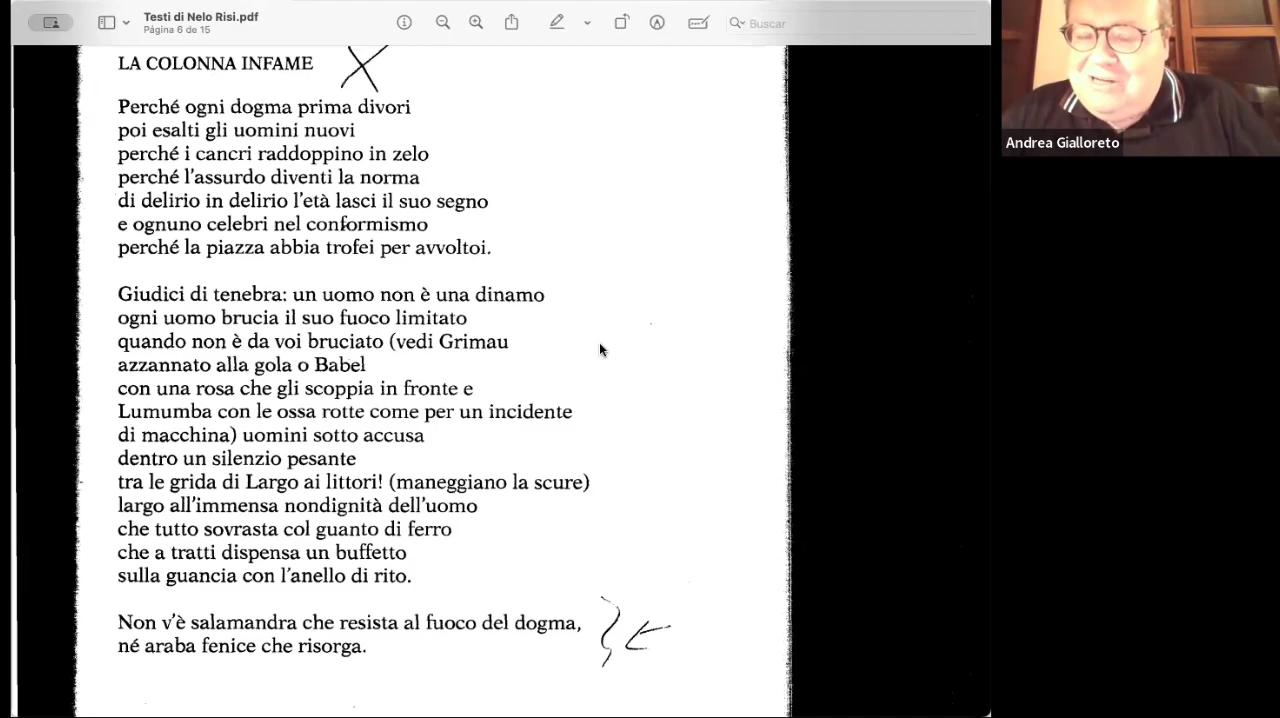 Testi di Nelo Risi.pdf
Página 6 de 15
Buscar
LA COLONNA INFAME
Perché ogni dogma prima divori
poi esalti gli uomini nuovi
perché i cancri raddoppino in zelo
perché l'assurdo diventi la norma
di delirio in delirio l'età lasci il suo segno
e ognuno celebri nel conformismo
perché la piazza abbia trofei per avvoltoi.
Giudici di tenebra: un uomo non è una dinamo
ogni uomo brucia il suo fuoco limitato
quando non è da voi bruciato (vedi Grimau
azzannato alla gola o Babel
con una rosa che gli scoppia in fronte e
Lumumba con le ossa rotte come per un incidente
di macchina) uomini sotto accusa
dentro un silenzio pesante
tra le grida di Largo ai littori! (maneggiano la scure)
largo all'immensa nondignità dell'uomo
che tutto sovrasta col guanto di ferro
che a tratti dispensa un buffetto
sulla guancia con l'anello di rito.
Non v'è salamandra che resista al fuoco del dogma,
né araba fenice che risorga.
Andrea Gialloreto